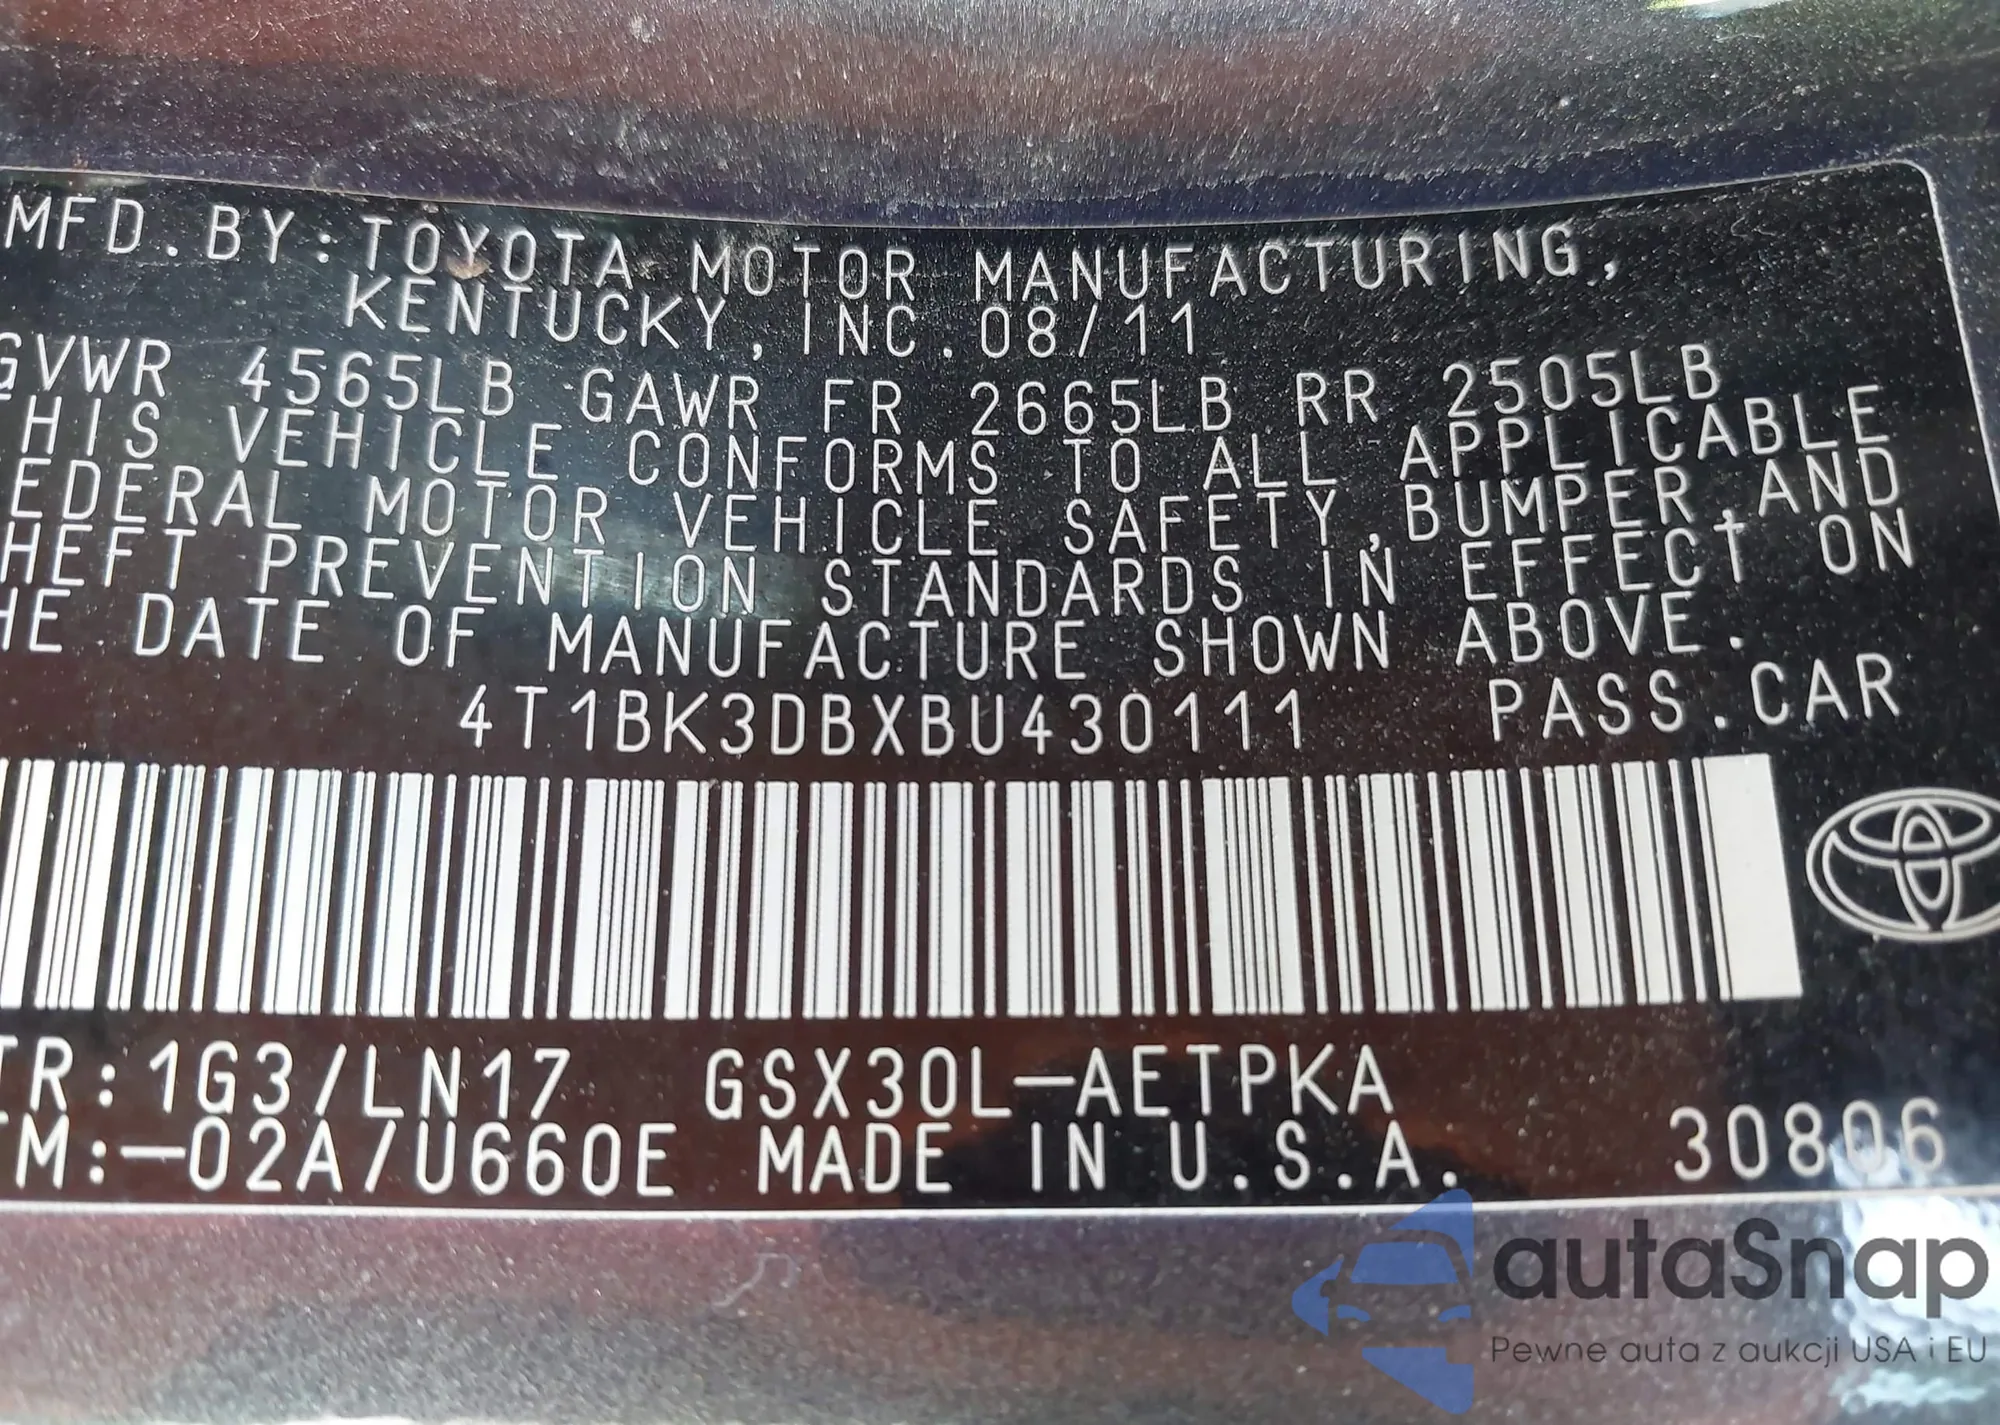 MFD.BY:TOYOTA MOTOR MANUFACTURING,
KENTUCKY, INC. 08/11
GVWR 4565LB GAWR FR 2665LB RR 2505LB
HIS VEHICLE CONFORMS TO ALL APPLICABLE
EDERAL MOTOR VEHICLE SAFETY,BUMPER,AND
HEFT PREVENTION STANDARDS IN EFFECT ON
HE DATE OF MANUFACTURE SHOWN ABOVE.
4T1BK3DBXBU430111 PASS.CAR
TR:1G3/LN17 GSX30L-AETPKA
TM:-02A/U660E MADE IN U.S.A. 30806
autaSnap
Pewne auta z aukcji USA i EU